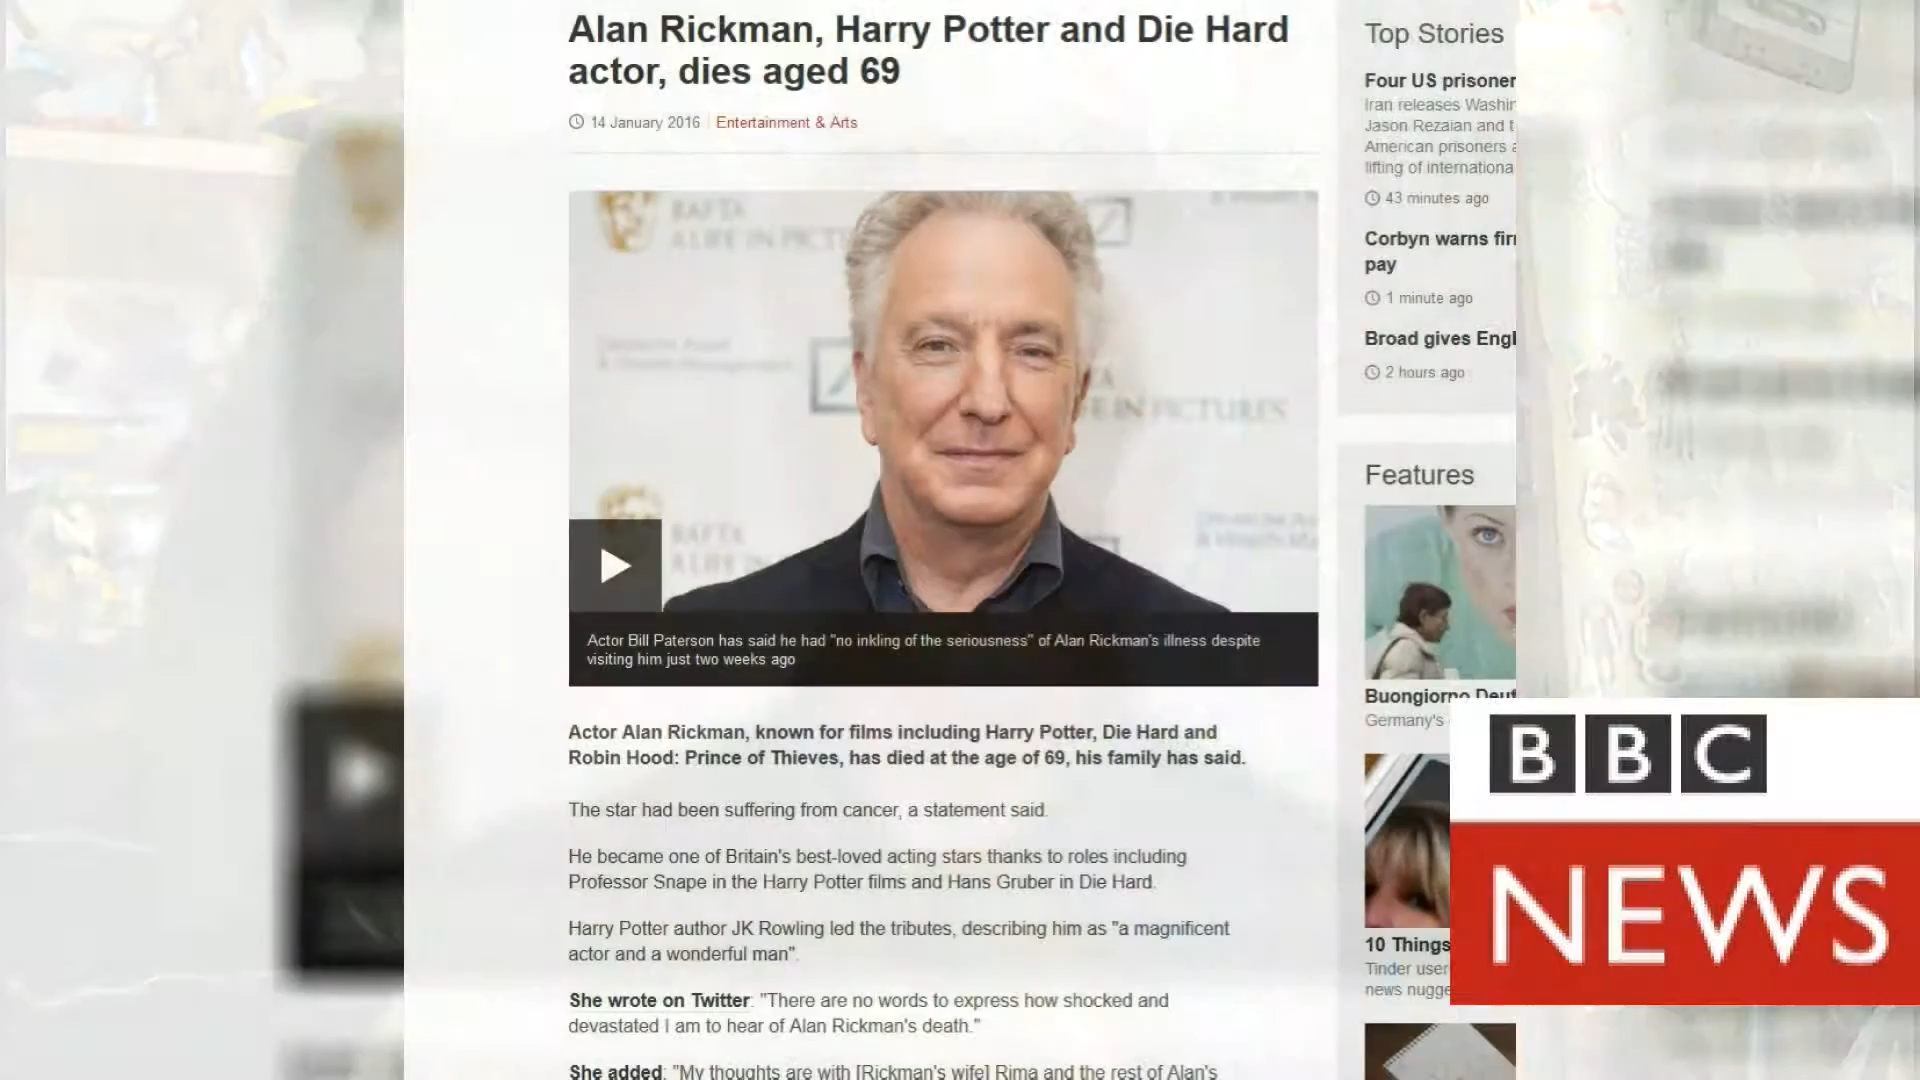 Alan Rickman, Harry Potter and Die Hard
actor, dies aged 69
14 January 2016 | Entertainment & Arts
BAFTA
A LIFE IN PICT
E IN PICTURES
BAFTA
A LIFE IN
Actor Bill Paterson has said he had "no inkling of the seriousness" of Alan Rickman's illness despite
visiting him just two weeks ago
Actor Alan Rickman, known for films including Harry Potter, Die Hard and
Robin Hood: Prince of Thieves, has died at the age of 69, his family has said.
The star had been suffering from cancer, a statement said.
He became one of Britain's best-loved acting stars thanks to roles including
Professor Snape in the Harry Potter films and Hans Gruber in Die Hard.
Harry Potter author JK Rowling led the tributes, describing him as "a magnificent
actor and a wonderful man".
She wrote on Twitter: "There are no words to express how shocked and
devastated I am to hear of Alan Rickman's death."
She added: "My thoughts are with [Rickman's wife] Rima and the rest of Alan's
Top Stories
Four US prisoner
Iran releases Washin
Jason Rezaian and t
American prisoners a
lifting of internationa
43 minutes ago
Corbyn warns fir
pay
1 minute ago
Broad gives Engl
2 hours ago
Features
Buongiorno Deut
Germany's
10 Things
Tinder user
news nugge
BBC
NEWS